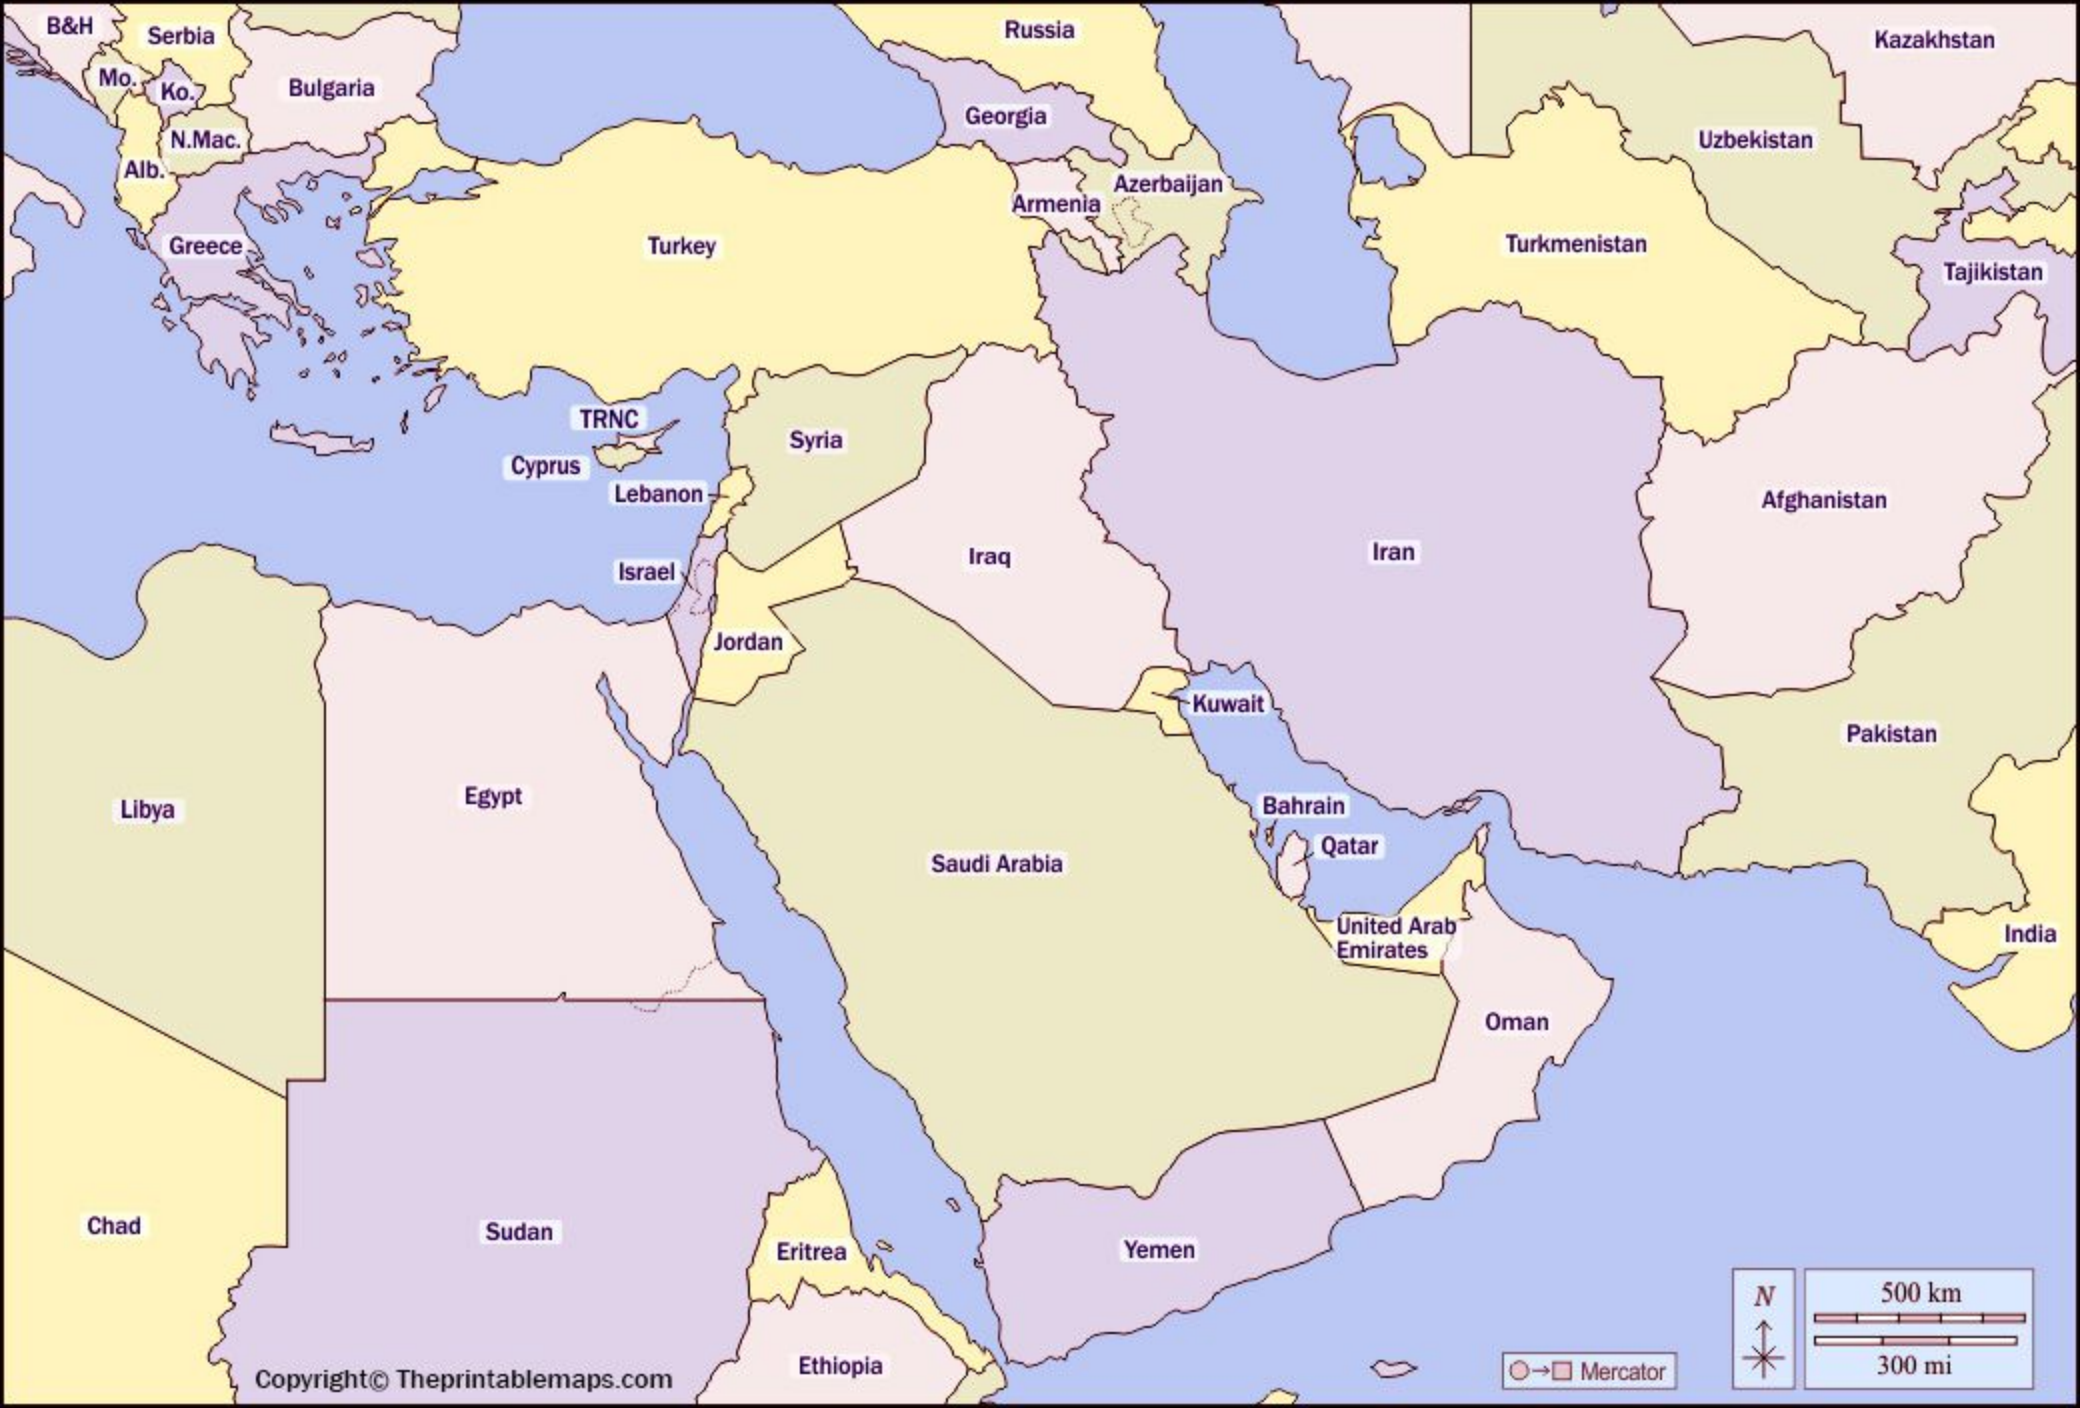 B&H
Serbia
Russia
Kazakhstan
Mo.
Ko.
Bulgaria
Georgia
Uzbekistan
N.Mac.
Alb.
Azerbaijan
Armenia
Greece
Turkey
Turkmenistan
Tajikistan
TRNC
Syria
Cyprus
Lebanon
Afghanistan
Iraq
Iran
Israel
Jordan
Kuwait
Pakistan
Egypt
Libya
Bahrain
Qatar
Saudi Arabia
United Arab
Emirates
India
Oman
Chad
Sudan
Eritrea
Yemen
Ethiopia
N
500 km
300 mi
Mercator
Copyright© Theprintablemaps.com